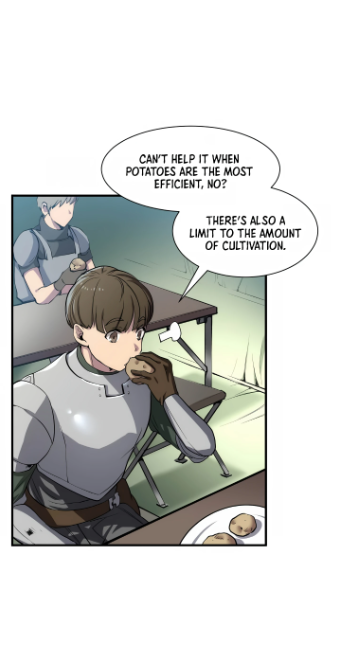 CAN'T HELP IT WHEN
POTATOES ARE THE MOST
EFFICIENT, NO?
THERE'S ALSO A
LIMIT TO THE AMOUNT
OF CULTIVATION.